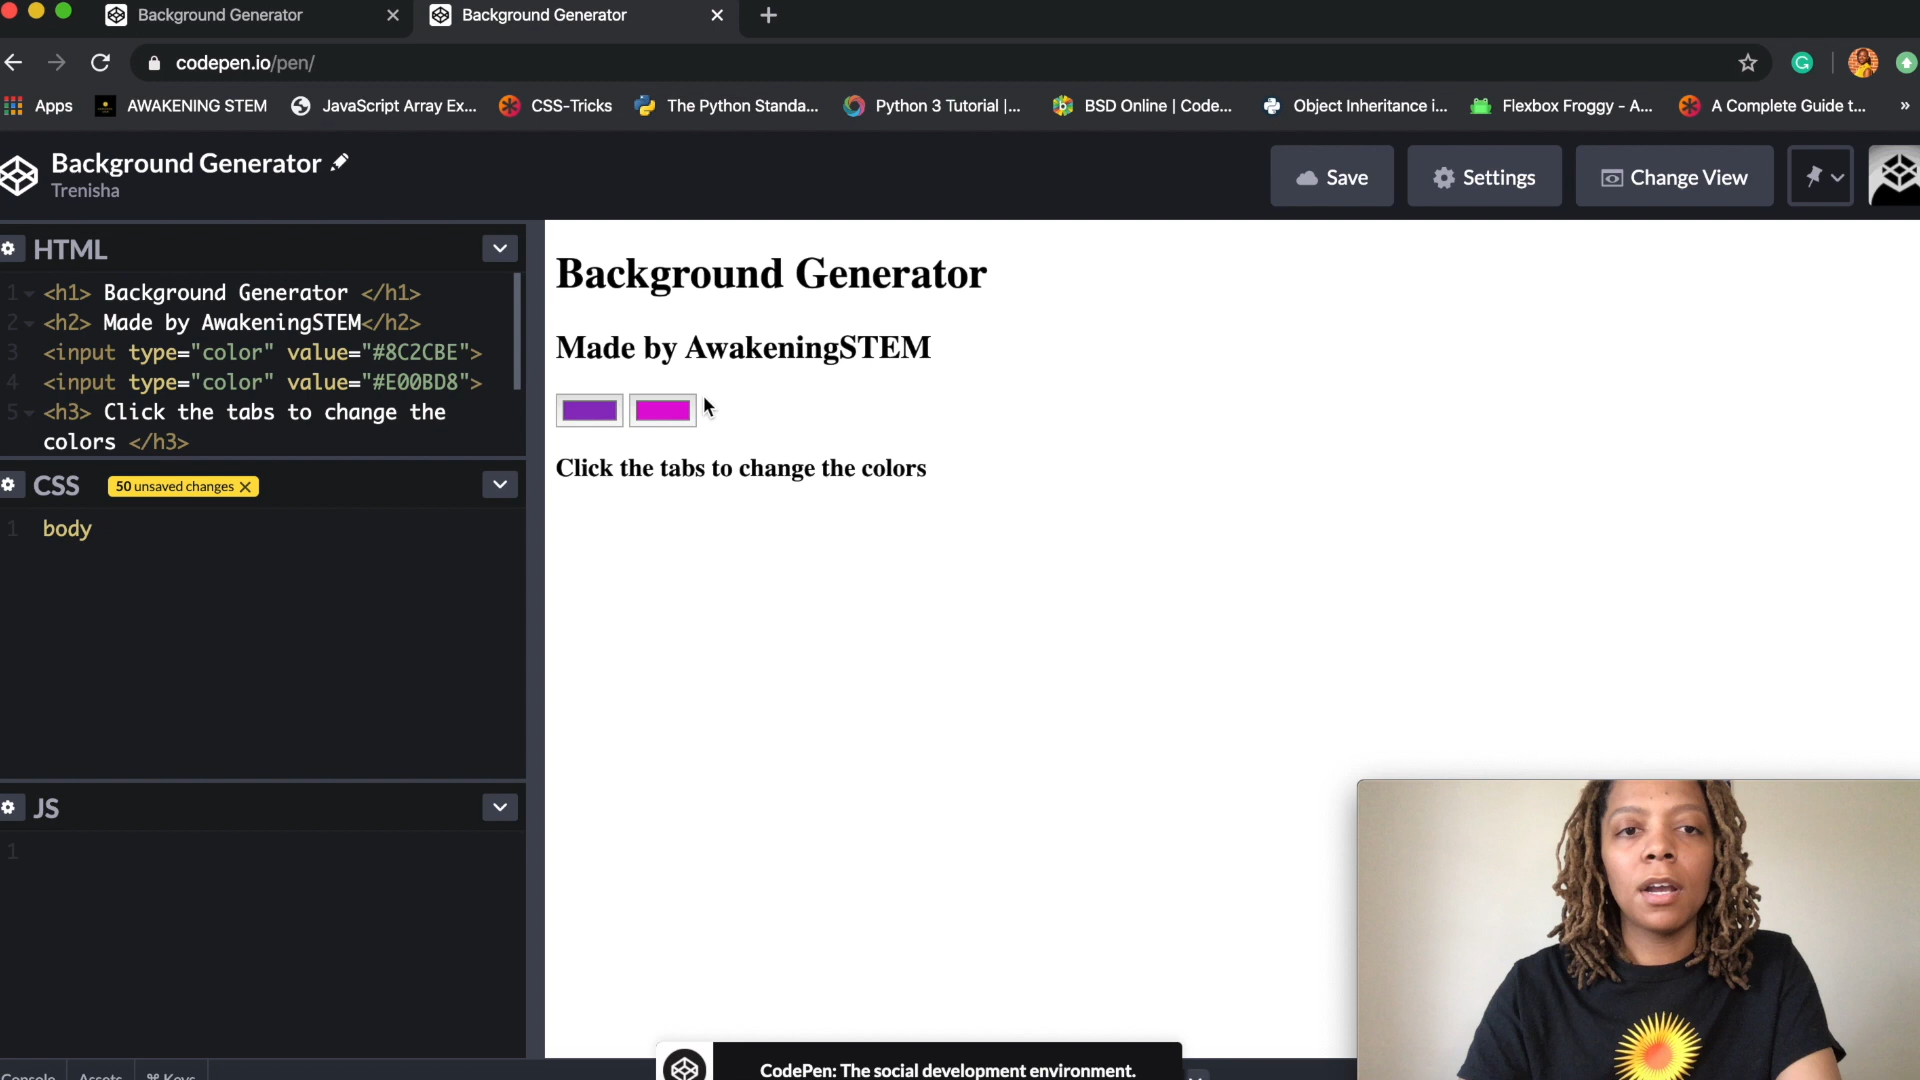 Background Generator
Background Generator
codepen.io/pen/
Apps
AWAKENING STEM
JavaScript Array Ex...
CSS-Tricks
The Python Standa...
Python 3 Tutorial |...
BSD Online | Code...
Object Inheritance i...
Flexbox Froggy - A...
A Complete Guide t...
»
Background Generator
Trenisha
Save
Settings
Change View
HTML
1 <h1> Background Generator </h1>
2 <h2> Made by AwakeningSTEM</h2>
3 <input type="color" value="#8C2CBE">
4 <input type="color" value="#E00BD8">
5 <h3> Click the tabs to change the
colors </h3>
CSS
50 unsaved changes
1 body
JS
1
Background Generator
Made by AwakeningSTEM
Click the tabs to change the colors
Console
Assets
⌘ Keys
CodePen: The social development environment.